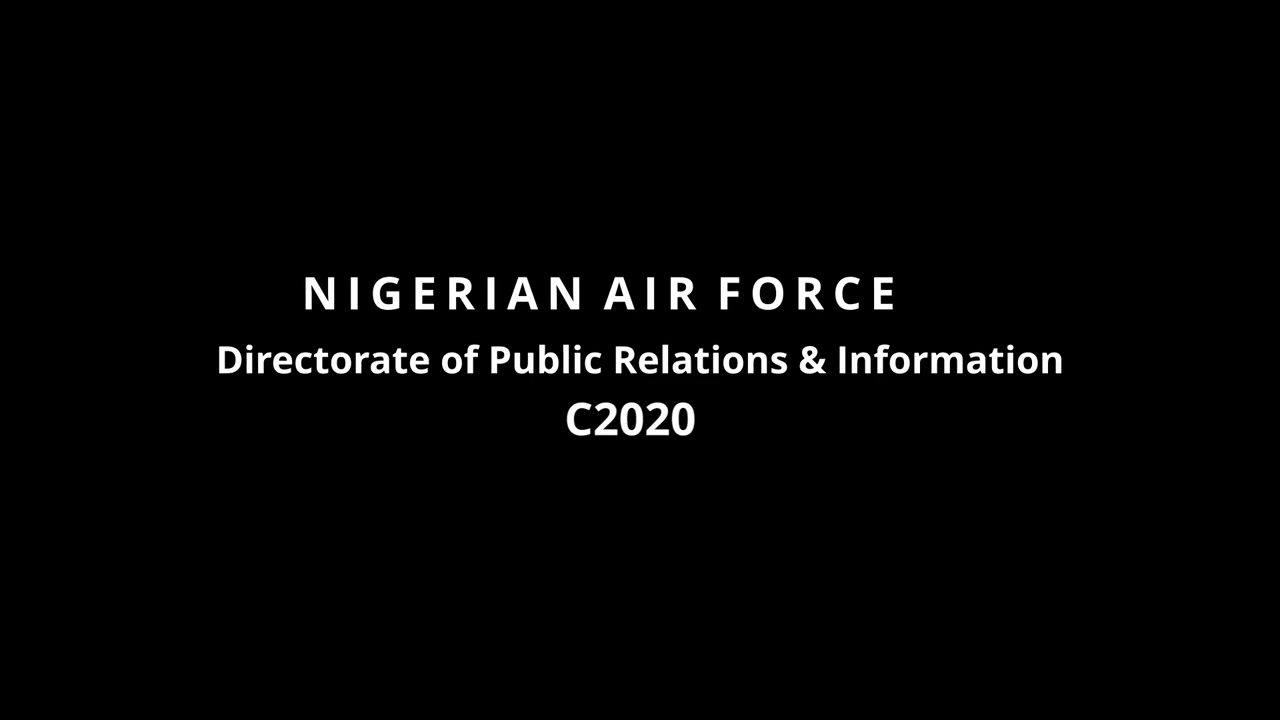 NIGERIAN AIR FORCE
Directorate of Public Relations & Information
C2020